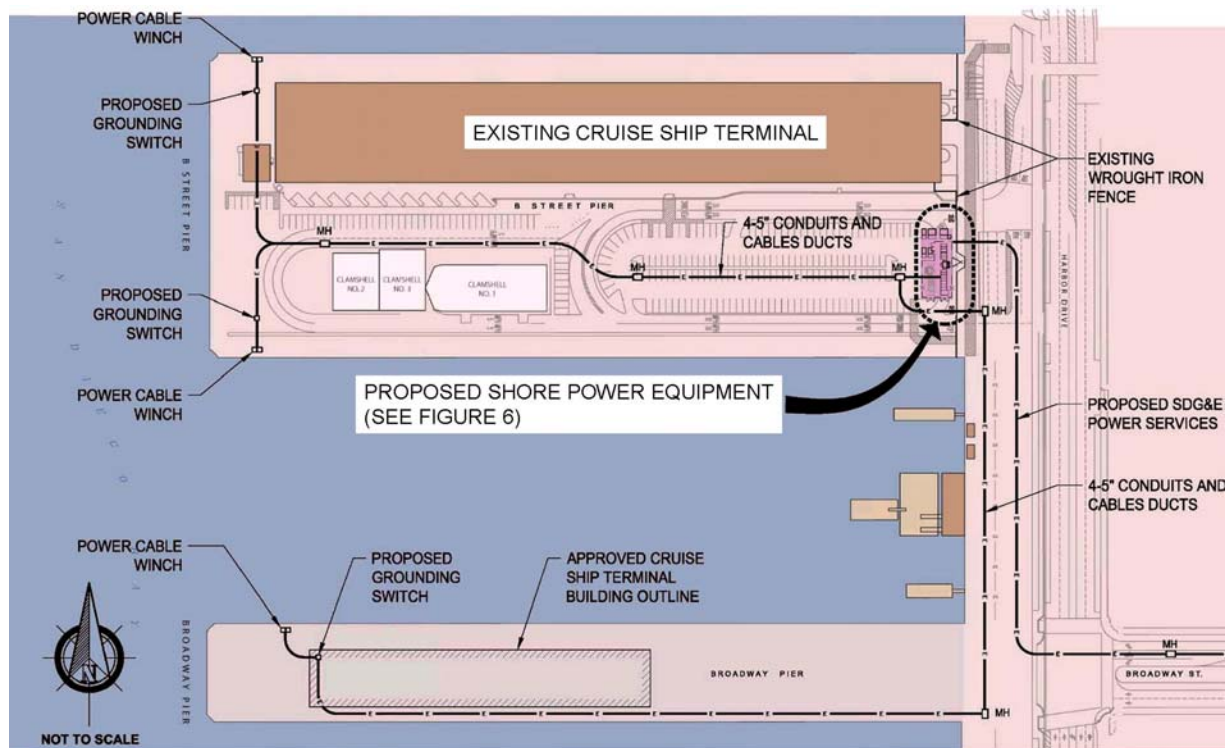 POWER CABLE
WINCH
PROPOSED
GROUNDING
SWITCH
B STREET PIER
EXISTING CRUISE SHIP TERMINAL
EXISTING
WROUGHT IRON
FENCE
B STREET PIER
4-5" CONDUITS AND
CABLES DUCTS
MH
MH
MH
MH
CLAMSHELL
NO. 2
CLAMSHELL
CLAMSHELL
HARBOR DRIVE
PROPOSED
GROUNDING
SWITCH
POWER CABLE
WINCH
PROPOSED SHORE POWER EQUIPMENT
(SEE FIGURE 6)
PROPOSED SDG&E
POWER SERVICES
4-5" CONDUITS AND
CABLES DUCTS
SAN DIEGO BAY
POWER CABLE
WINCH
PROPOSED
GROUNDING
SWITCH
APPROVED CRUISE
SHIP TERMINAL
BUILDING OUTLINE
BROADWAY PIER
BROADWAY PIER
MH
BROADWAY ST.
MH
N
NOT TO SCALE